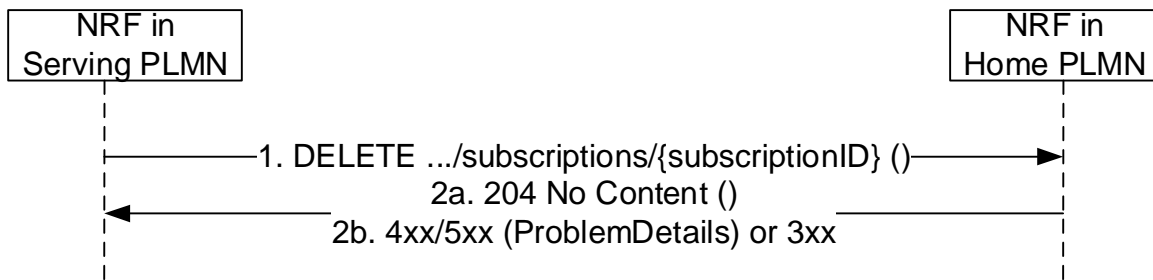 NRF in
Serving PLMN
NRF in
Home PLMN
1. DELETE .../subscriptions/{subscriptionID} ()
2a. 204 No Content ()
2b. 4xx/5xx (ProblemDetails) or 3xx